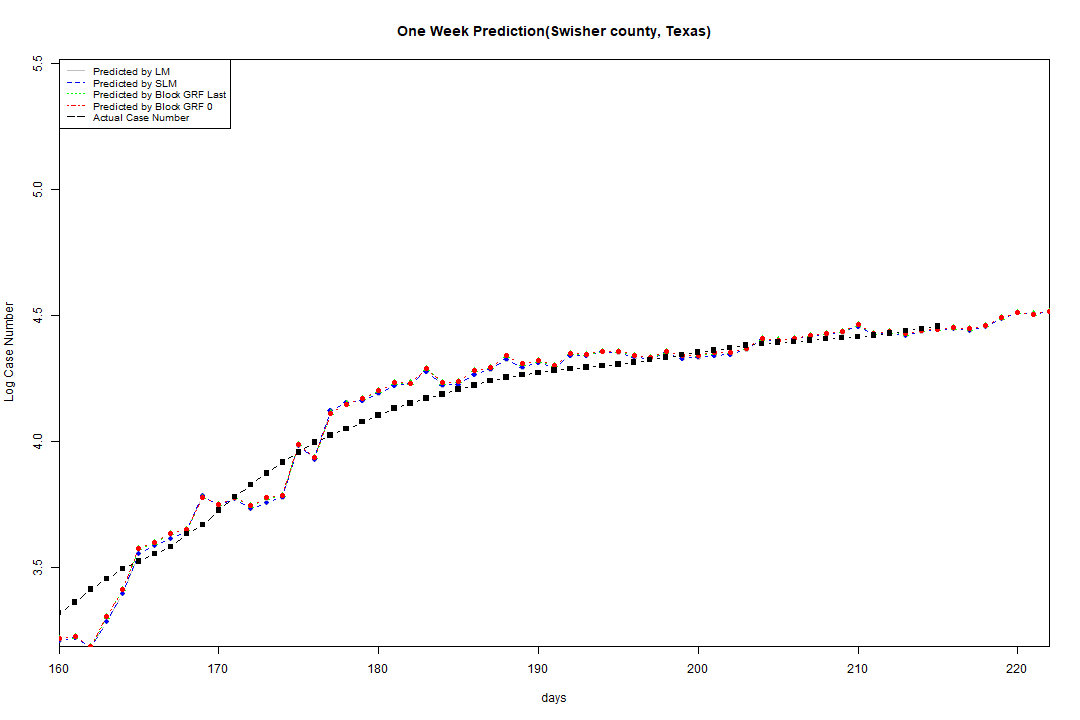 One Week Prediction(Swisher county, Texas)
Predicted by LM
Predicted by SLM
Predicted by Block GRF Last
Predicted by Block GRF 0
Actual Case Number
5.5
5.0
4.5
4.0
3.5
Log Case Number
160 170 180 190 200 210 220
days